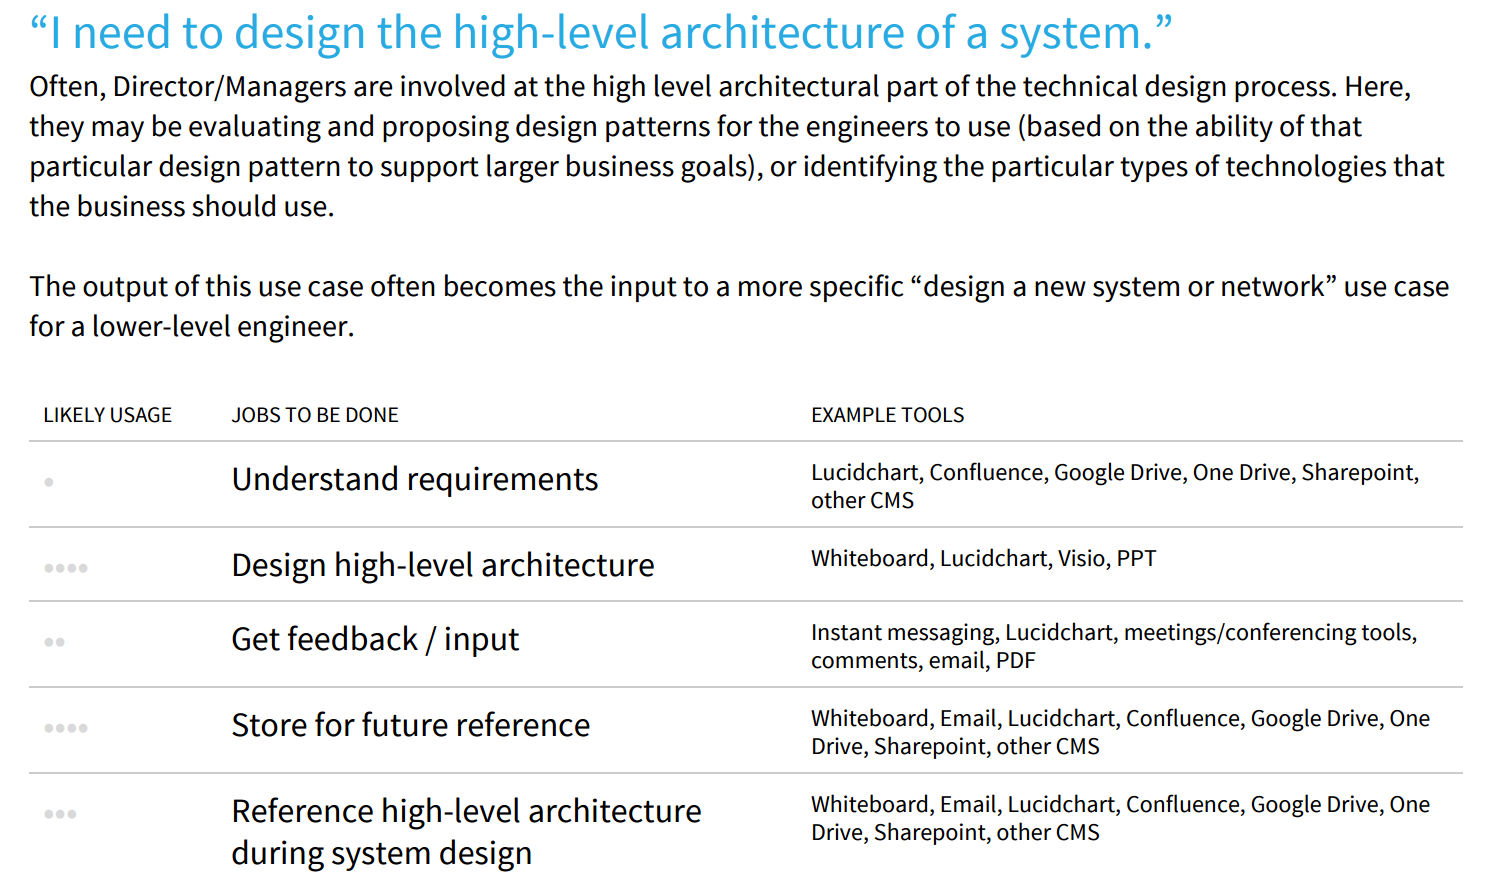 “I need to design the high-level architecture of a system.”
Often, Director/Managers are involved at the high level architectural part of the technical design process. Here,
they may be evaluating and proposing design patterns for the engineers to use (based on the ability of that
particular design pattern to support larger business goals), or identifying the particular types of technologies that
the business should use.
The output of this use case often becomes the input to a more specific “design a new system or network” use case
for a lower-level engineer.
LIKELY USAGE JOBS TO BE DONE EXAMPLE TOOLS
Understand requirements
Lucidchart, Confluence, Google Drive, One Drive, Sharepoint,
other CMS
Design high-level architecture
Whiteboard, Lucidchart, Visio, PPT
Get feedback / input
Instant messaging, Lucidchart, meetings/conferencing tools,
comments, email, PDF
Store for future reference
Whiteboard, Email, Lucidchart, Confluence, Google Drive, One
Drive, Sharepoint, other CMS
Reference high-level architecture
during system design
Whiteboard, Email, Lucidchart, Confluence, Google Drive, One
Drive, Sharepoint, other CMS